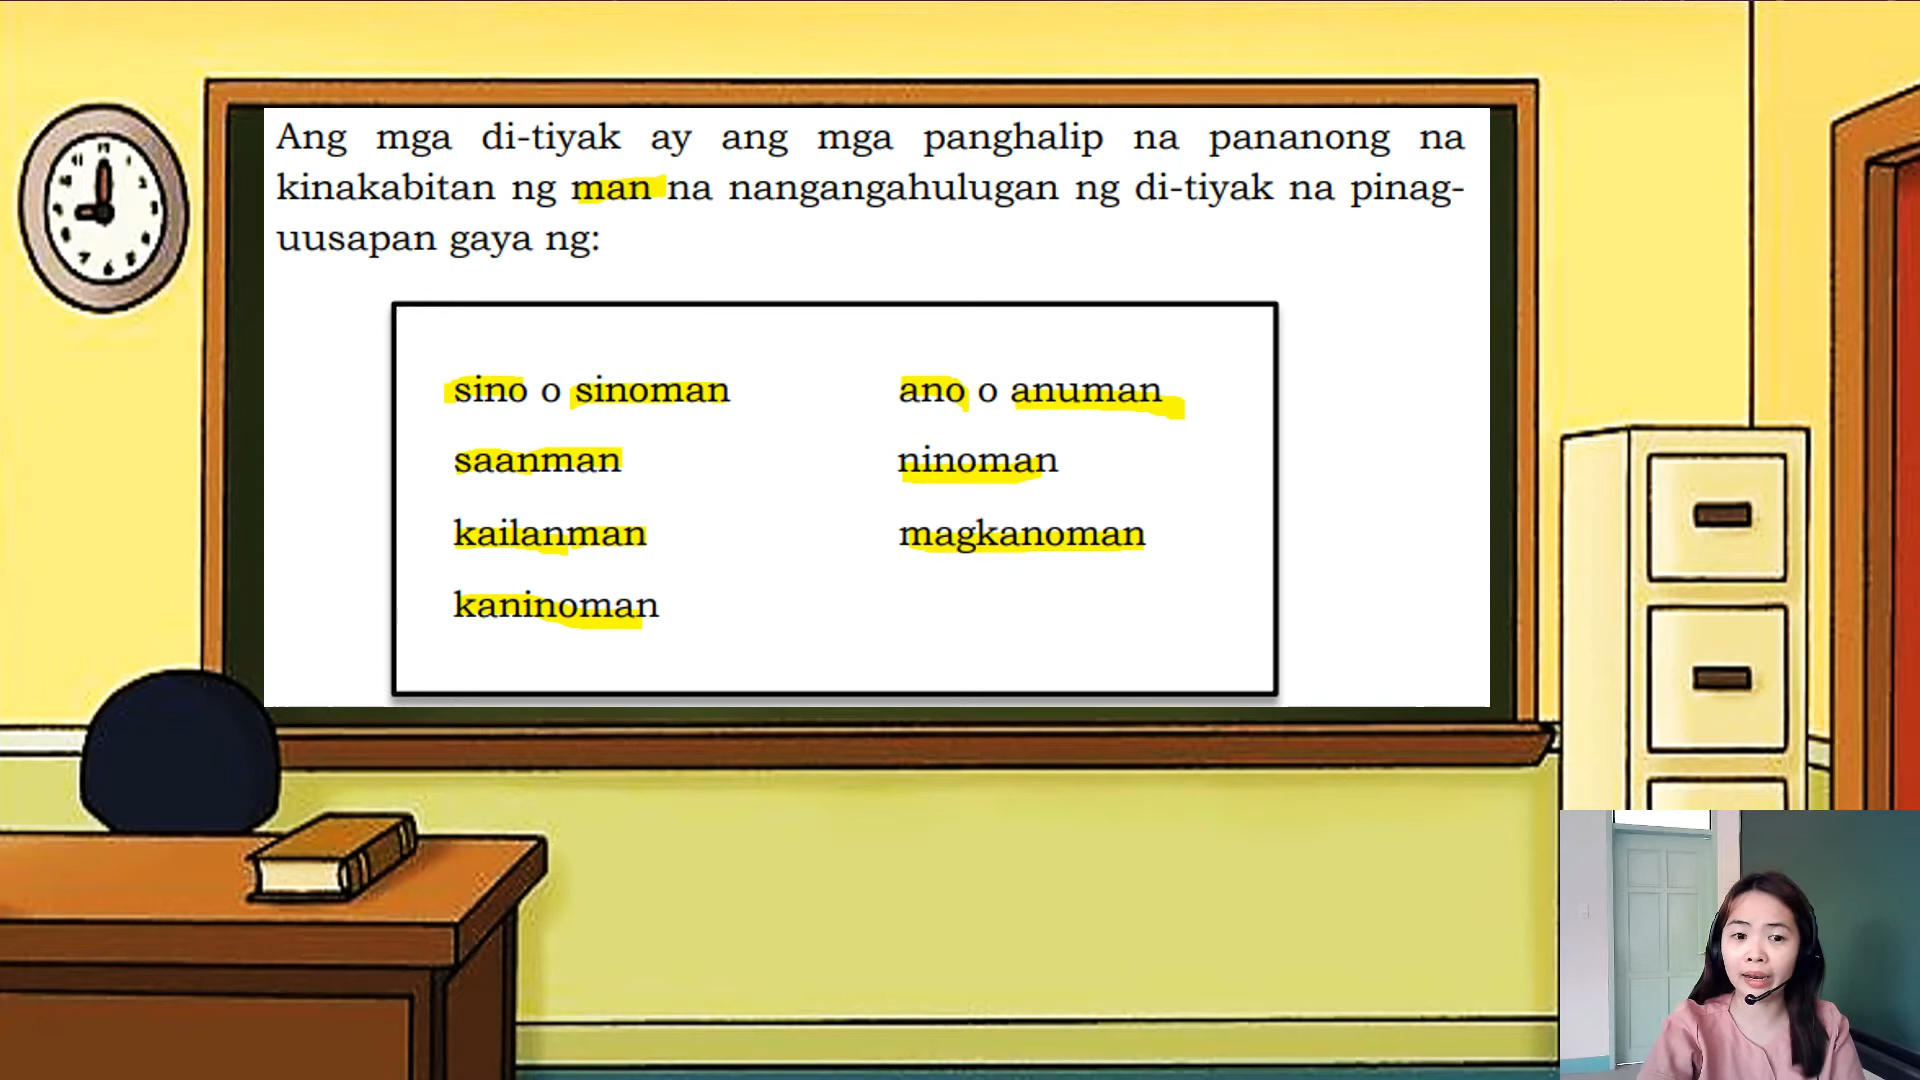 Ang mga di-tiyak ay ang mga panghalip na pananong na
kinakabitan ng man na nangangahulugan ng di-tiyak na pinag-
uusapan gaya ng:
sino o sinoman
ano o anuman
saanman
ninoman
kailanman
magkanoman
kaninoman